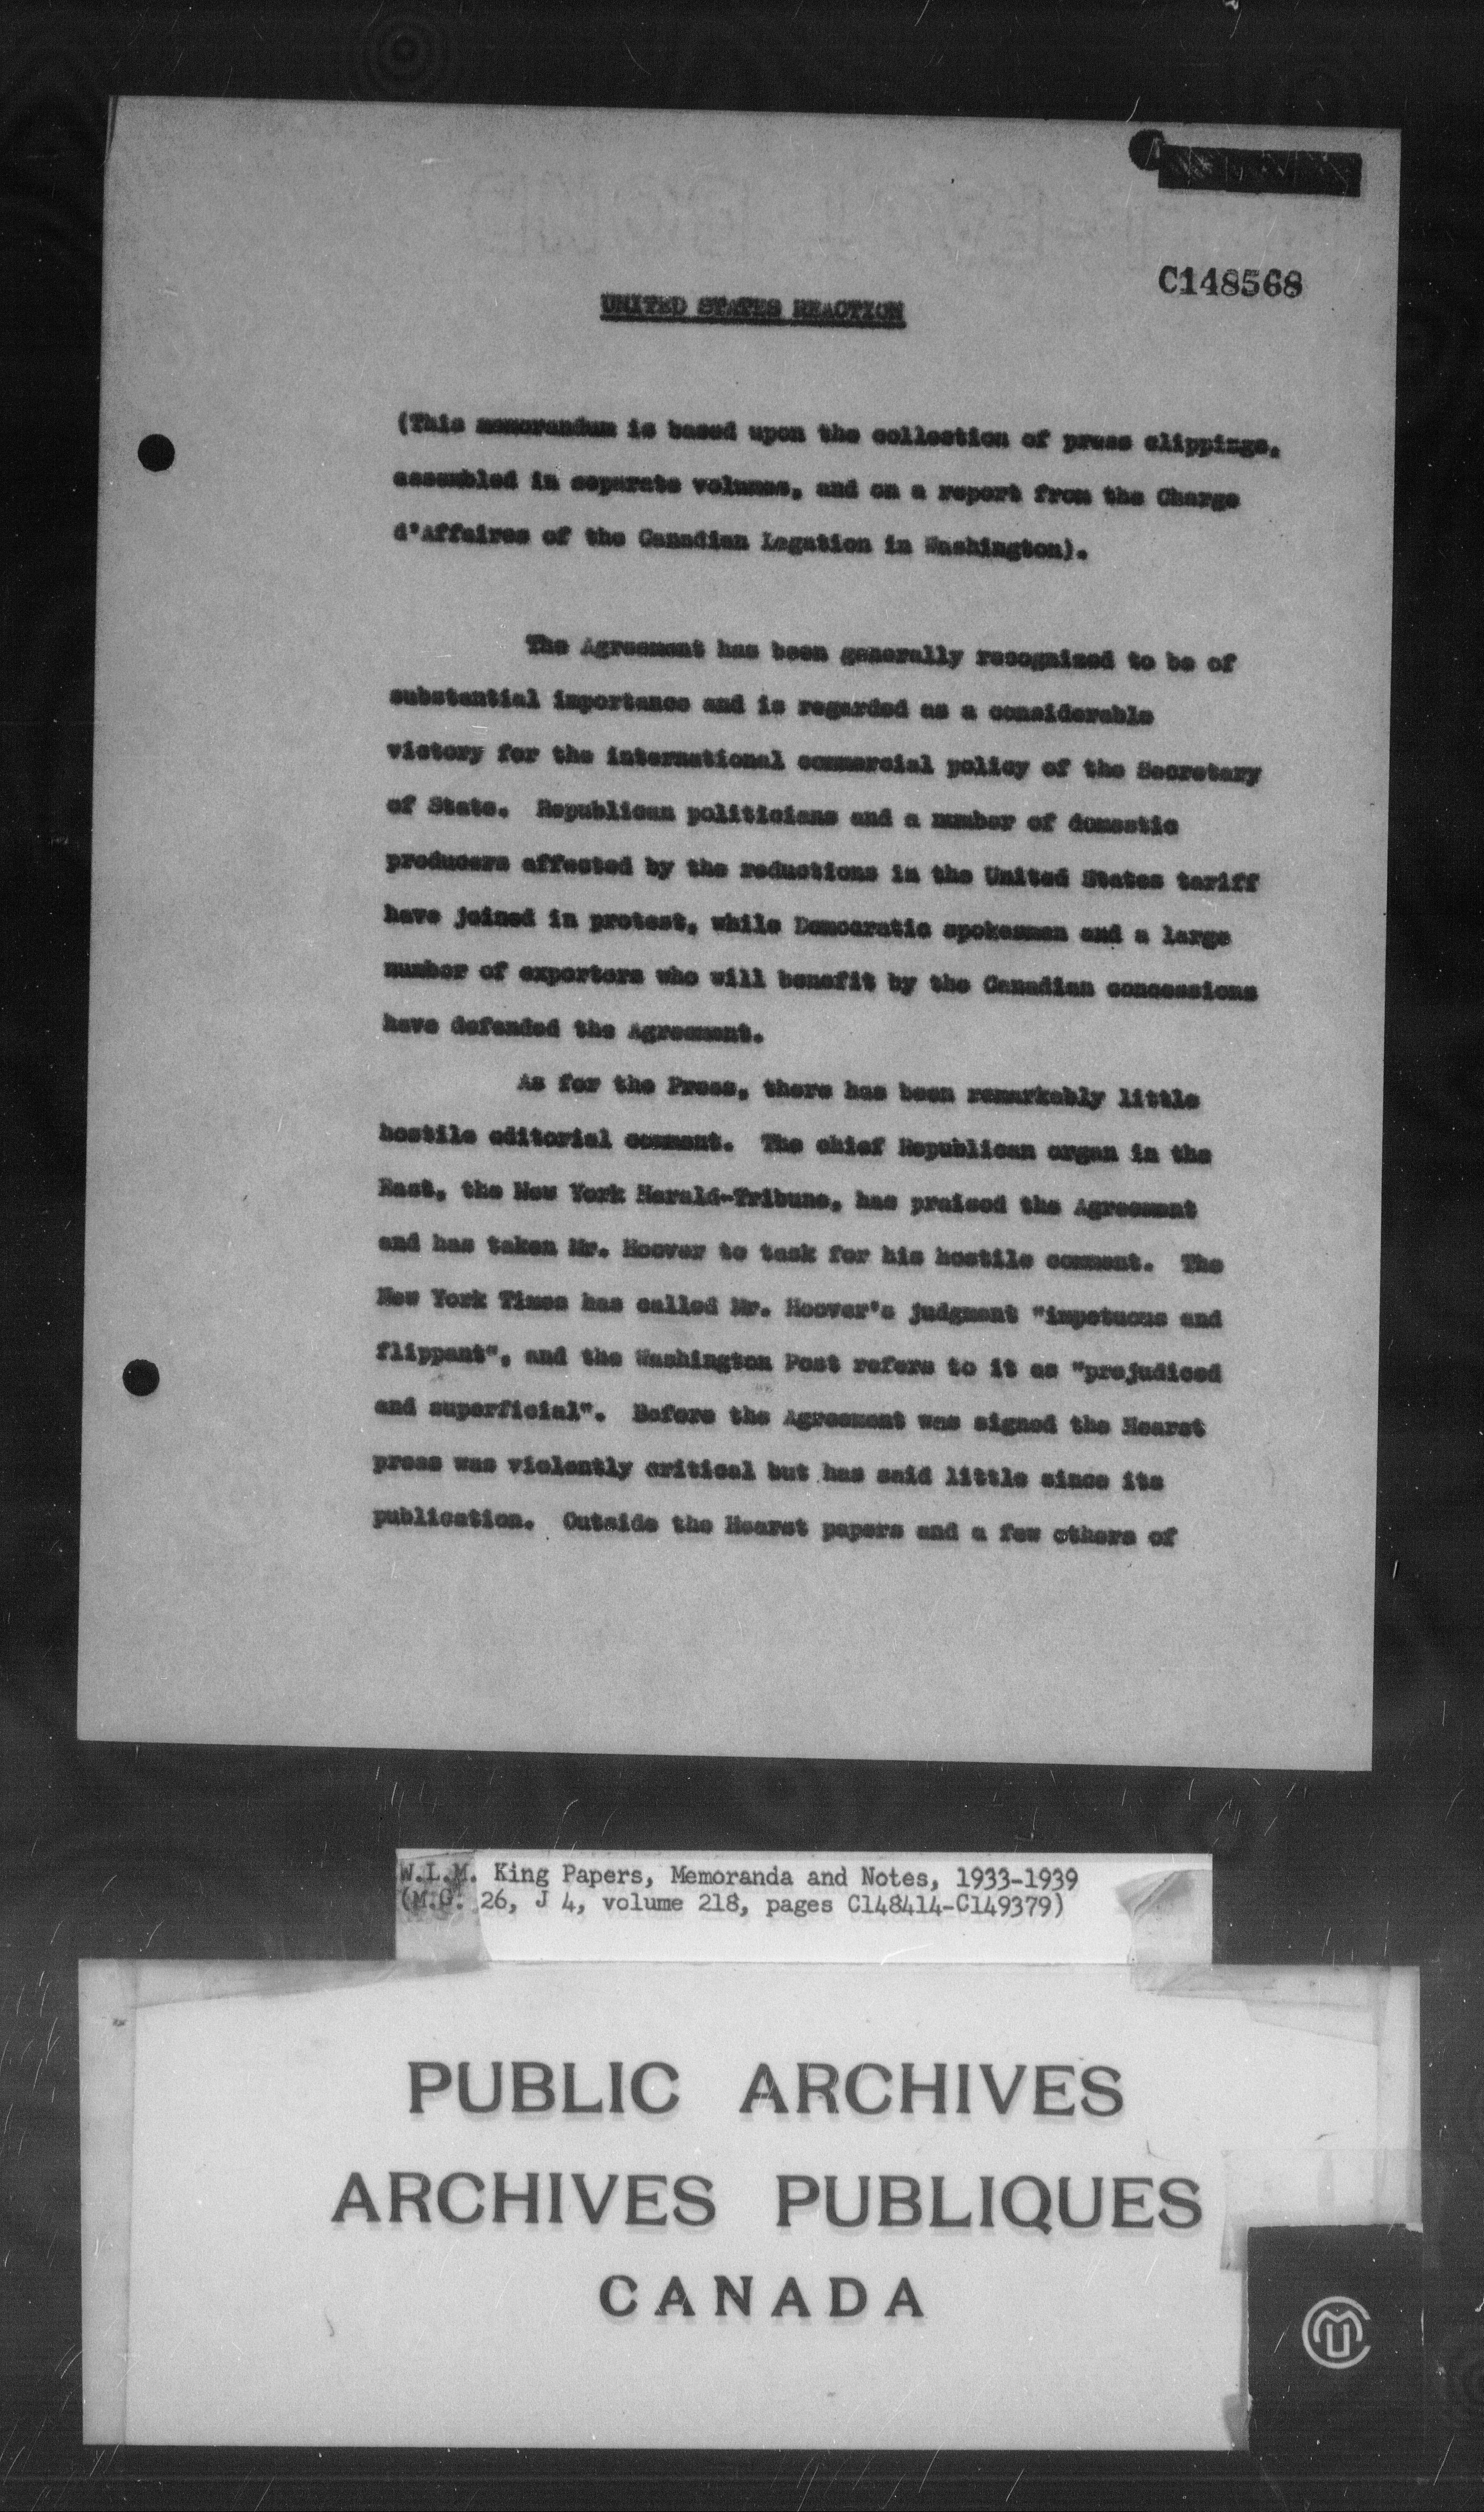 C148568
UNITED STATES REACTION
(This memorandum is based upon the collection of press clippings,
assembled in separate volumes, and on a report from the Charge
d'Affaires of the Canadian Legation in Washington).
The Agreement has been generally recognized to be of
substantial importance and is regarded as a considerable
victory for the international commercial policy of the Secretary
of State. Republican politicians and a number of domestic
producers affected by the reductions in the United States tariff
have joined in protest, while Democratic spokesmen and a large
number of exporters who will benefit by the Canadian concessions
have defended the Agreement.
As for the Press, there has been remarkably little
hostile editorial comment. The chief Republican organ in the
East, the New York Herald-Tribune, has praised the Agreement
and has taken Mr. Hoover to task for his hostile comment. The
New York Times has called Mr. Hoover's judgment "impetuous and
flippant", and the Washington Post refers to it as "prejudiced
and superficial". Before the Agreement was signed the Hearst
press was violently critical but has said little since its
publication. Outside the Hearst papers and a few others of
W.L.M. King Papers, Memoranda and Notes, 1933-1939
(M.G. 26, J 4, volume 218, pages C148414-C149379)
PUBLIC ARCHIVES
ARCHIVES PUBLIQUES
CANADA